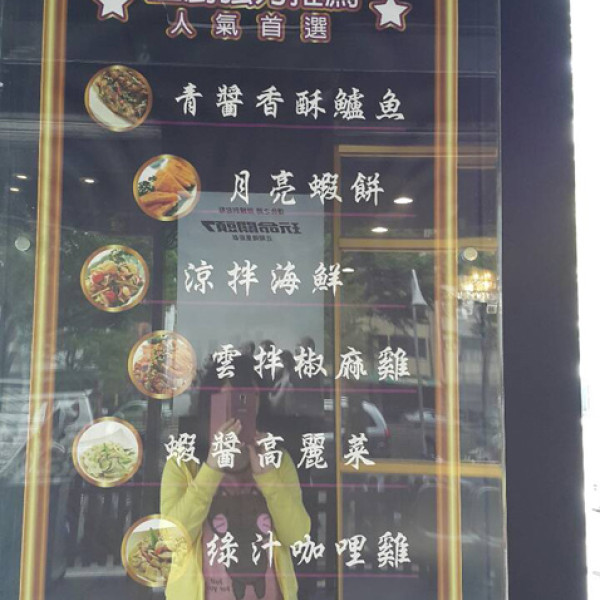 人氣首選
青醬香酥鱸魚
月亮蝦餅
涼拌海鮮
雲拌椒麻雞
蝦醬高麗菜
綠汁咖哩雞